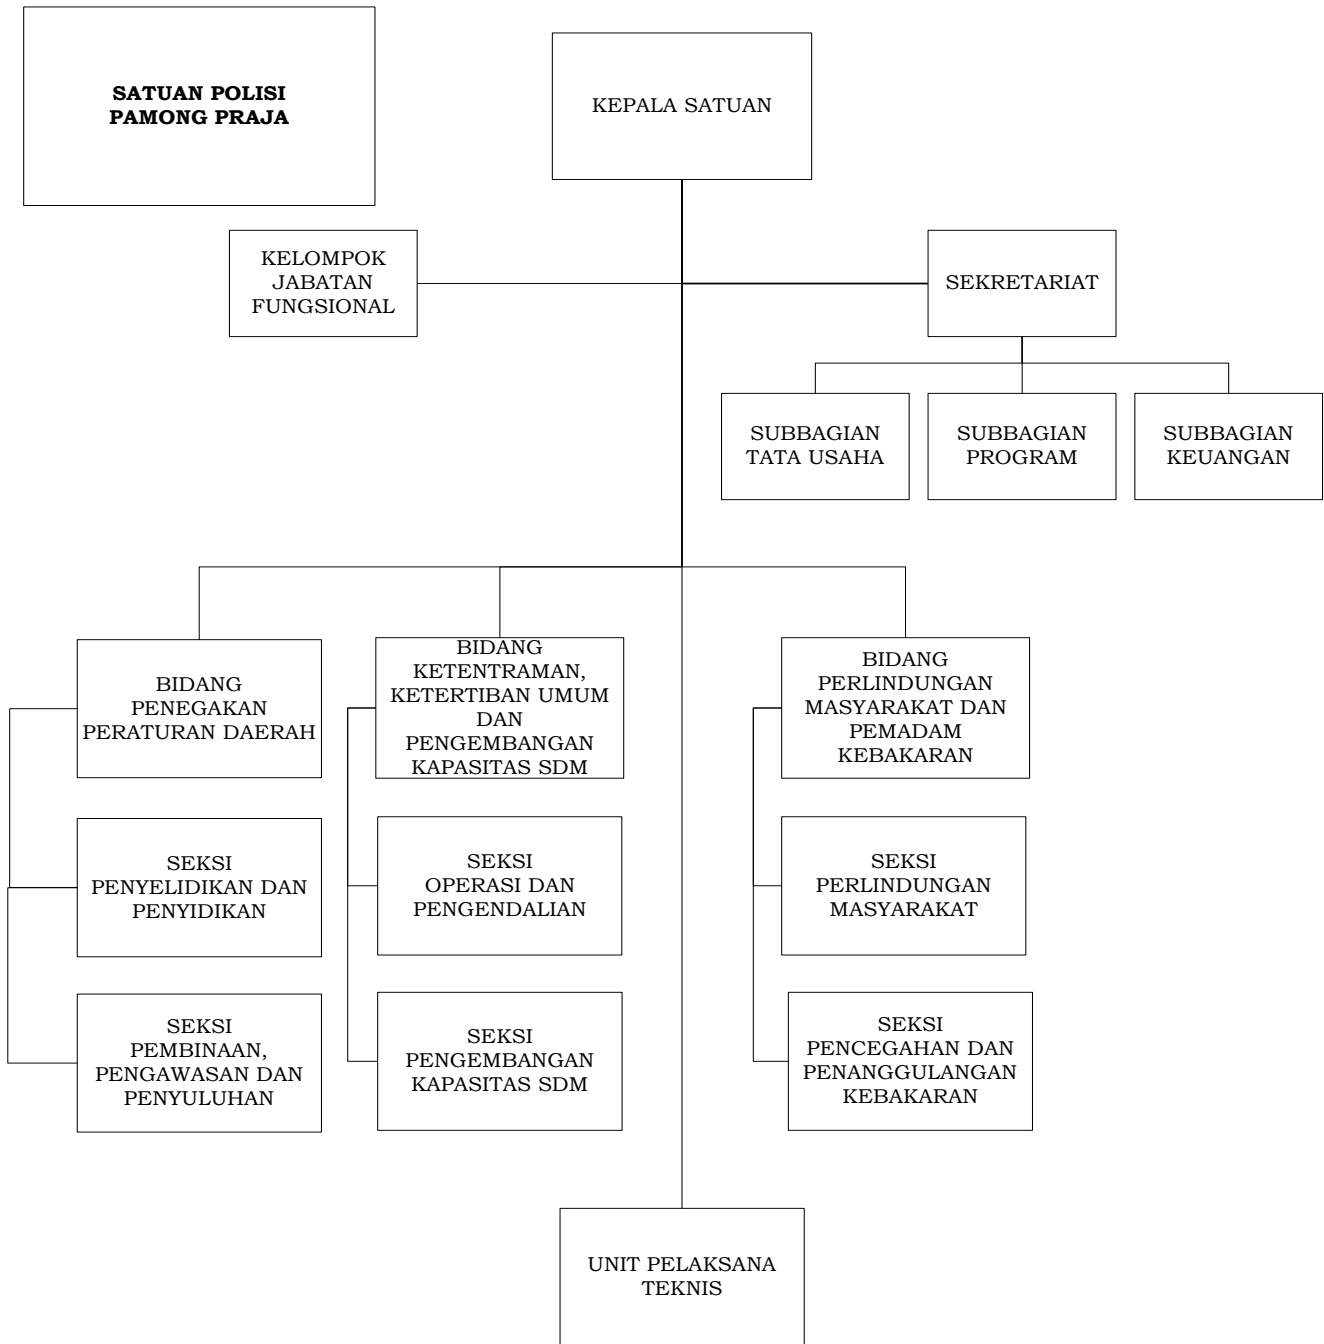 SATUAN POLISI
PAMONG PRAJA
KEPALA SATUAN
KELOMPOK
JABATAN
FUNGSIONAL
SEKRETARIAT
SUBBAGIAN
TATA USAHA
SUBBAGIAN
PROGRAM
SUBBAGIAN
KEUANGAN
BIDANG
PENEGAKAN
PERATURAN DAERAH
BIDANG
KETENTRAMAN,
KETERTIBAN UMUM
DAN
PENGEMBANGAN
KAPASITAS SDM
BIDANG
PERLINDUNGAN
MASYARAKAT DAN
PEMADAM
KEBAKARAN
SEKSI
PENYELIDIKAN DAN
PENYIDIKAN
SEKSI
OPERASI DAN
PENGENDALIAN
SEKSI
PERLINDUNGAN
MASYARAKAT
SEKSI
PEMBINAAN,
PENGAWASAN DAN
PENYULUHAN
SEKSI
PENGEMBANGAN
KAPASITAS SDM
SEKSI
PENCEGAHAN DAN
PENANGGULANGAN
KEBAKARAN
UNIT PELAKSANA
TEKNIS